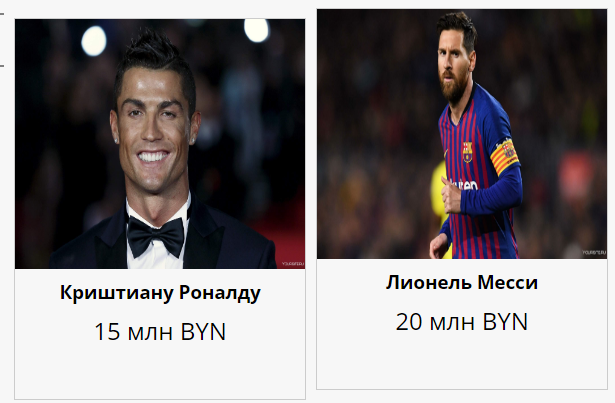 Криштиану Роналду
15 млн BYN
Лионель Месси
20 млн BYN